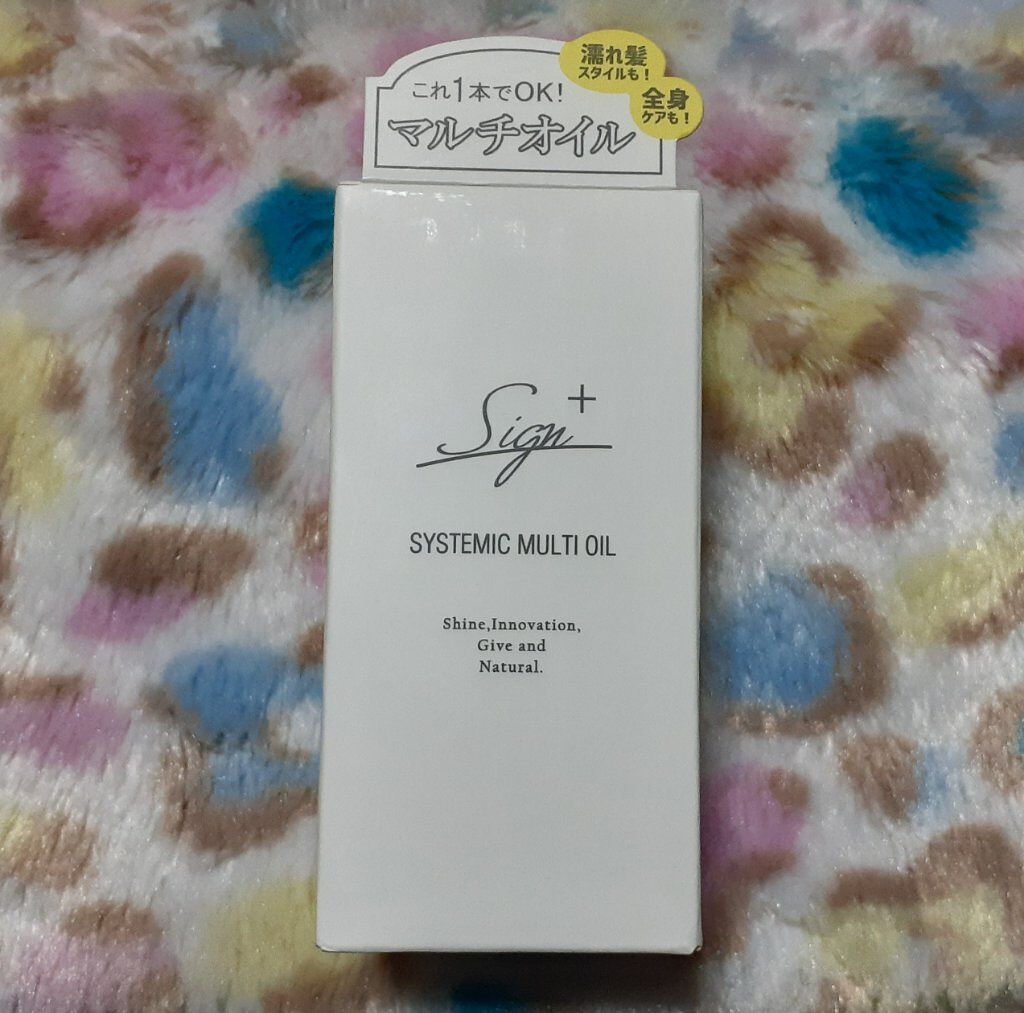 これ1本でOK!
マルチオイル
濡れ髪
スタイルも!
全身
ケアも!
Sign+
SYSTEMIC MULTI OIL
Shine,Innovation,
Give and
Natural.